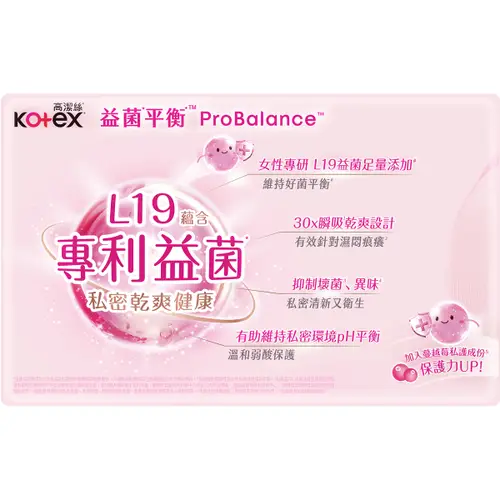 高潔絲
Kotex 益菌平衡™ ProBalance™
女性專研 L19益菌足量添加
維持好菌平衡
L19 蘊含
專利益菌
私密乾爽健康
30x瞬吸乾爽設計
有效針對濕悶痕癢
抑制壞菌、異味
私密清新又衛生
有助維持私密環境pH平衡
溫和弱酸保護
加入蔓越莓私護成份
保護力UP!